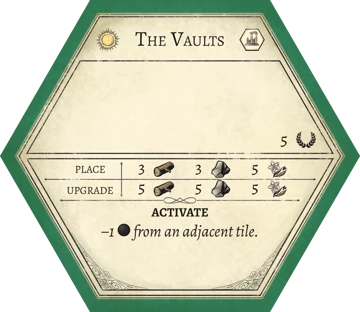 The Vaults
5
PLACE 3 3 5
UPGRADE 5 5 5
ACTIVATE
–1 from an adjacent tile.